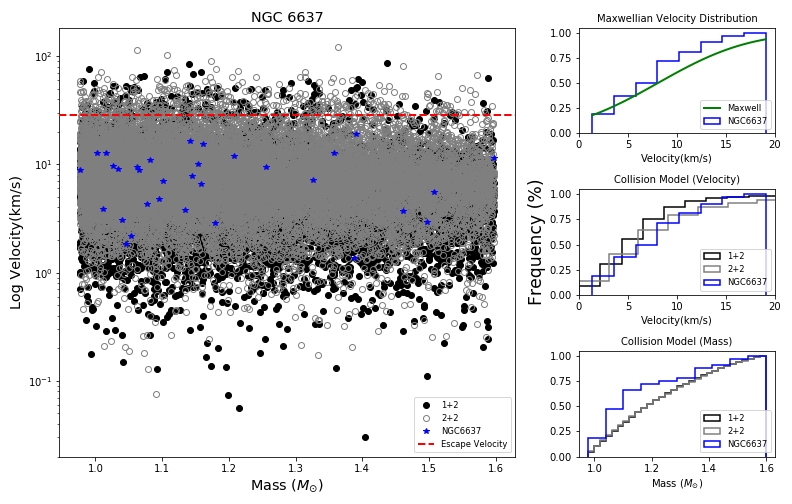 NGC 6637
Log Velocity(km/s)
10²
10¹
10⁰
10⁻¹
1.0 1.1 1.2 1.3 1.4 1.5 1.6
Mass (M⊙)
1+2
2+2
NGC6637
Escape Velocity
Frequency (%)
Maxwellian Velocity Distribution
1.00
0.75
0.50
0.25
0.00
0 5 10 15 20
Velocity(km/s)
Maxwell
NGC6637
Collision Model (Velocity)
1.00
0.75
0.50
0.25
0.00
0 5 10 15 20
Velocity(km/s)
1+2
2+2
NGC6637
Collision Model (Mass)
1.00
0.75
0.50
0.25
0.00
1.0 1.2 1.4 1.6
Mass (M⊙)
1+2
2+2
NGC6637